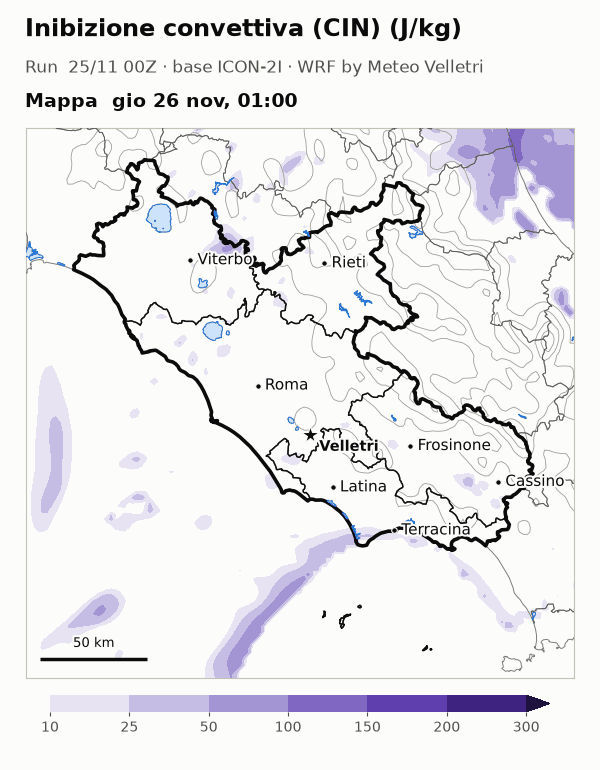 Inibizione convettiva (CIN) (J/kg)
Run  25/11 00Z · base ICON-2I · WRF by Meteo Velletri
Mappa  gio 26 nov, 01:00
Viterbo
Rieti
Roma
Velletri
Frosinone
Latina
Cassino
Terracina
50 km
10 25 50 100 150 200 300